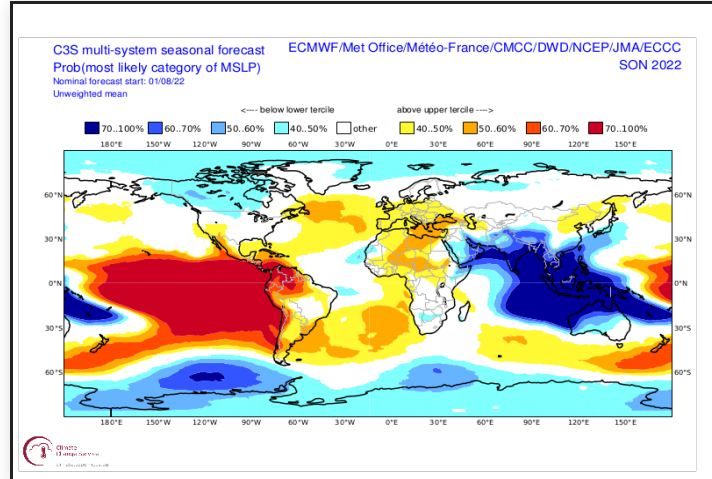 C3S multi-system seasonal forecast
ECMWF/Met Office/Météo-France/CMCC/DWD/NCEP/JMA/ECCC
Prob(most likely category of MSLP)
SON 2022
Nominal forecast start: 01/08/22
Unweighted mean
<---- below lower tercile above upper tercile ---->
70..100% 60..70% 50..60% 40..50% other 40..50% 50..60% 60..70% 70..100%
180°E 150°W 120°W 90°W 60°W 30°W 0°E 30°E 60°E 90°E 120°E 150°E
60°N 60°N
30°N 30°N
0°N 0°N
30°S 30°S
60°S 60°S
180°E 150°W 120°W 90°W 60°W 30°W 0°E 30°E 60°E 90°E 120°E 150°E
Climate
Change Service